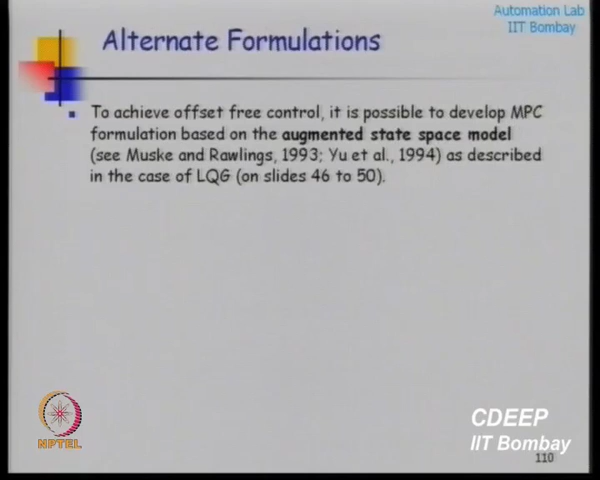 Automation Lab
IIT Bombay
Alternate Formulations
To achieve offset free control, it is possible to develop MPC
formulation based on the augmented state space model
(see Muske and Rawlings, 1993; Yu et al., 1994) as described
in the case of LQG (on slides 46 to 50).
NPTEL
CDEEP
IIT Bombay
110